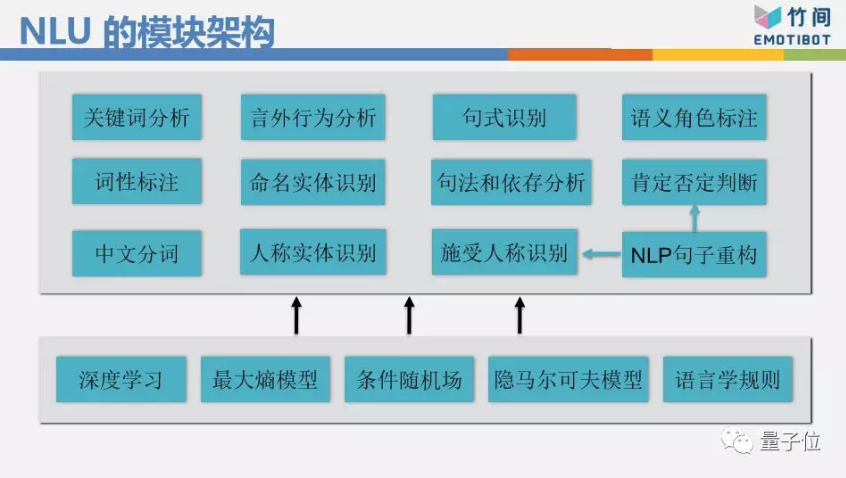 NLU 的模块架构
竹间
EMOTIBOT
关键词分析
言外行为分析
句式识别
语义角色标注
词性标注
命名实体识别
句法和依存分析
肯定否定判断
中文分词
人称实体识别
施受人称识别
NLP句子重构
深度学习
最大熵模型
条件随机场
隐马尔可夫模型
语言学规则
量子位